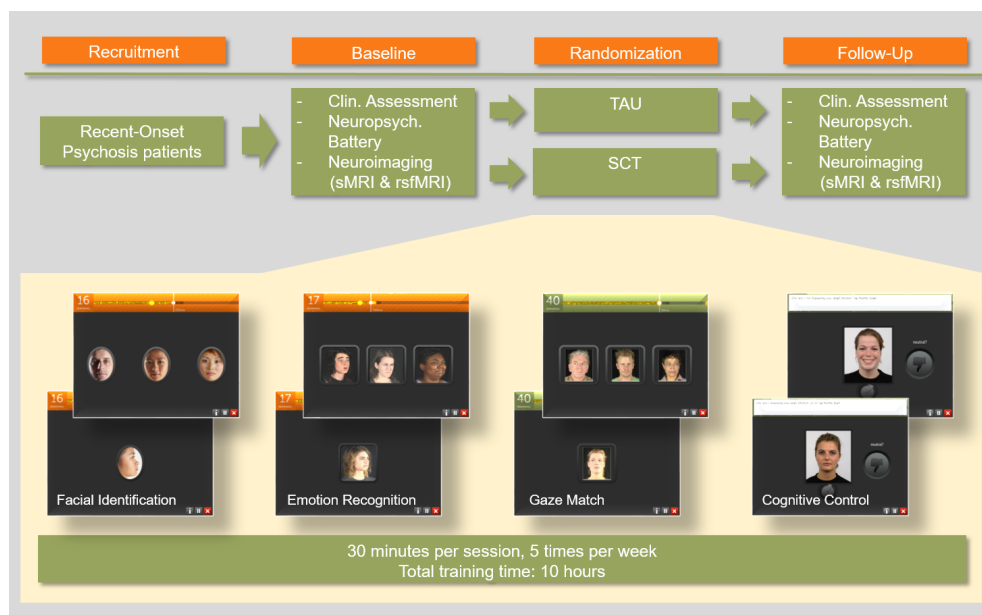 Recruitment
Baseline
Randomization
Follow-Up
Recent-Onset
Psychosis patients
- Clin. Assessment
- Neuropsych.
Battery
- Neuroimaging
(sMRI & rsfMRI)
TAU
SCT
- Clin. Assessment
- Neuropsych.
Battery
- Neuroimaging
(sMRI & rsfMRI)
16
16
Facial Identification
17
17
Emotion Recognition
40
40
Gaze Match
neutral?
neutral?
Cognitive Control
30 minutes per session, 5 times per week
Total training time: 10 hours